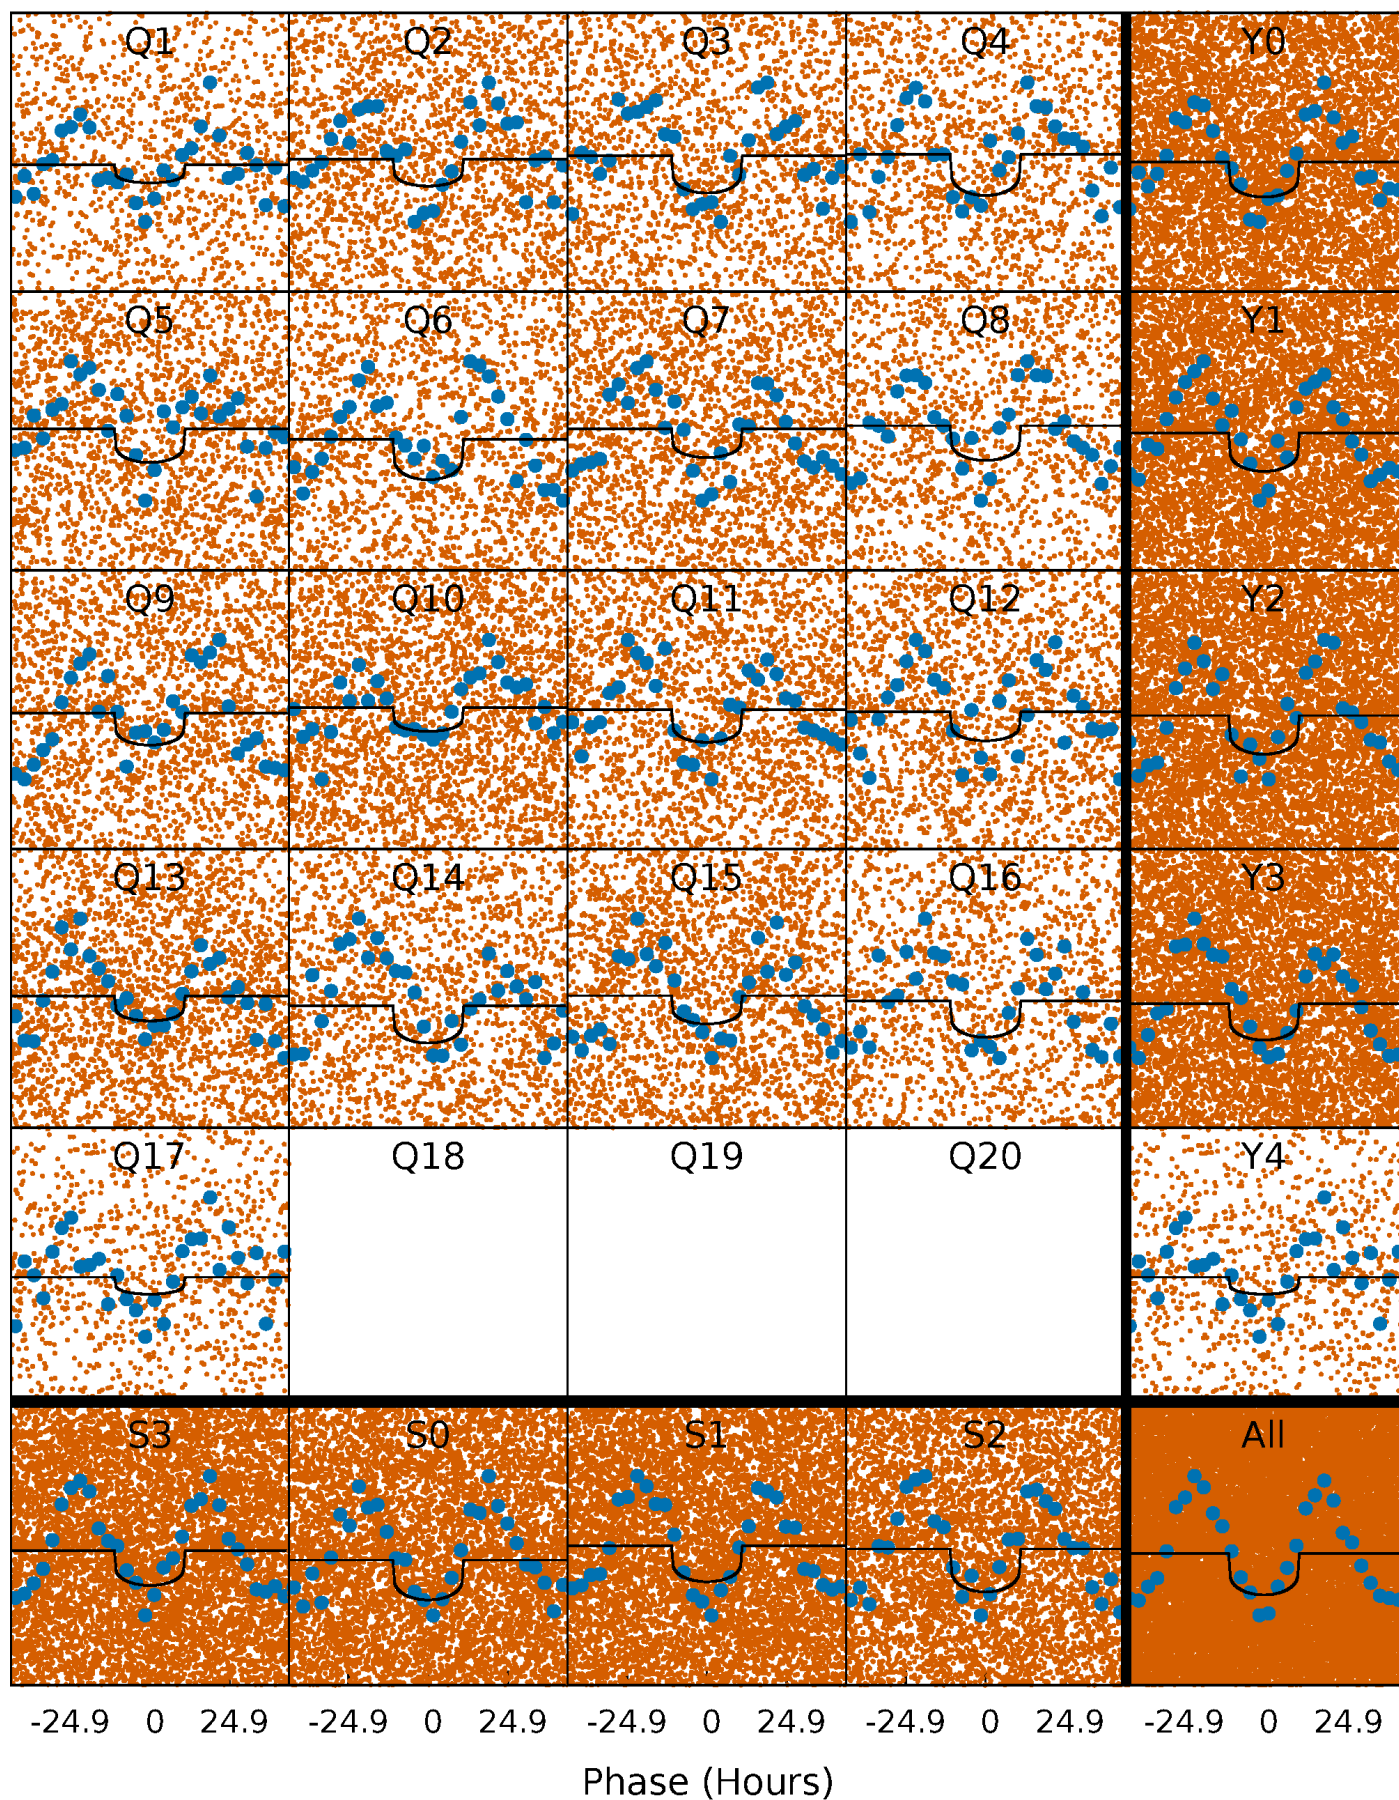 Q1 Q2 Q3 Q4 Y0
Q5 Q6 Q7 Q8 Y1
Q9 Q10 Q11 Q12 Y2
Q13 Q14 Q15 Q16 Y3
Q17 Q18 Q19 Q20 Y4
S3 S0 S1 S2 All
-24.9 0 24.9 -24.9 0 24.9 -24.9 0 24.9 -24.9 0 24.9 -24.9 0 24.9
Phase (Hours)